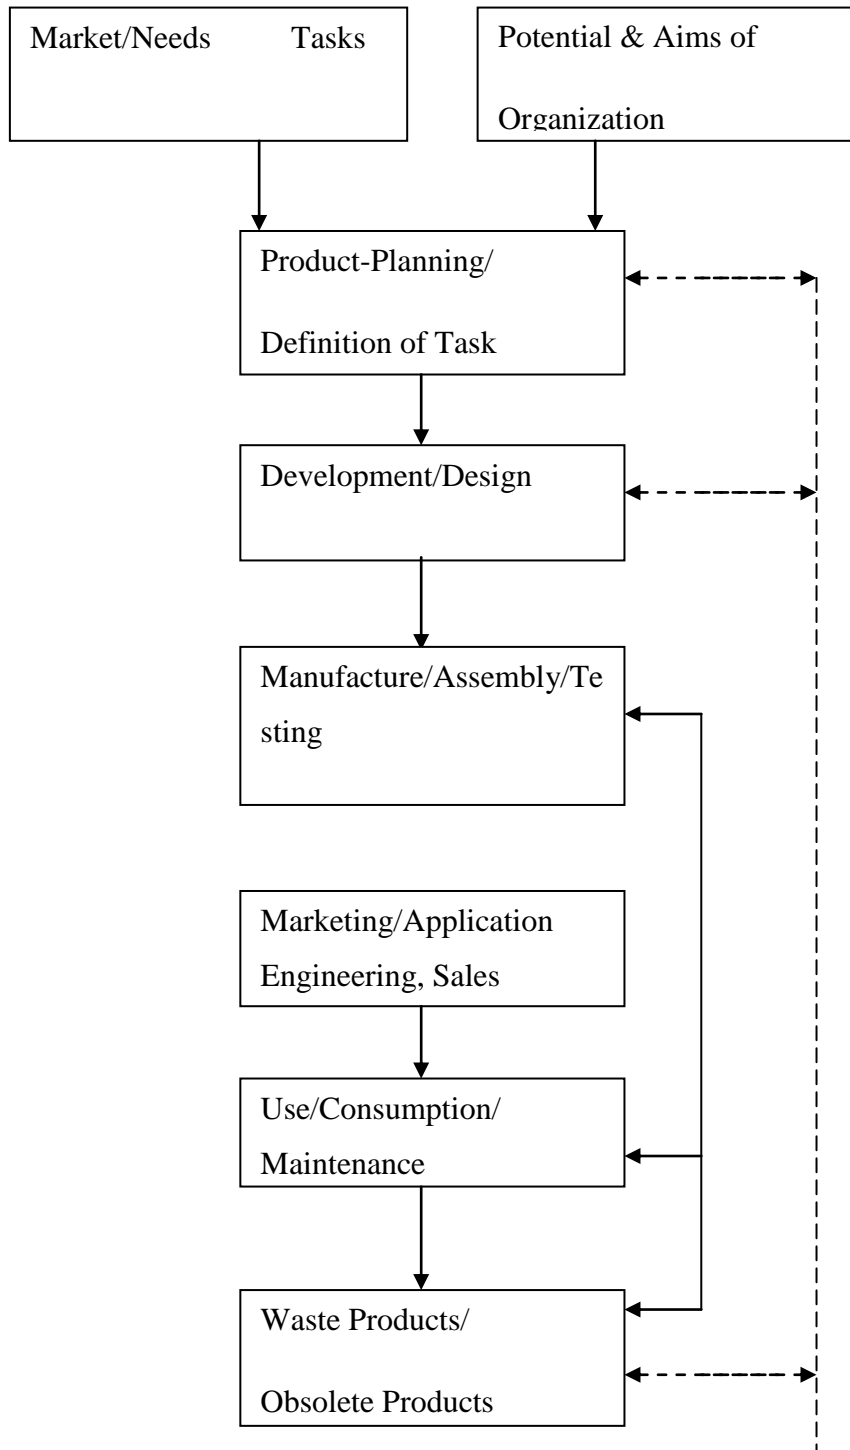 Market/Needs Tasks
Potential & Aims of
Organization
Product-Planning/
Definition of Task
Development/Design
Manufacture/Assembly/Te
sting
Marketing/Application
Engineering, Sales
Use/Consumption/
Maintenance
Waste Products/
Obsolete Products